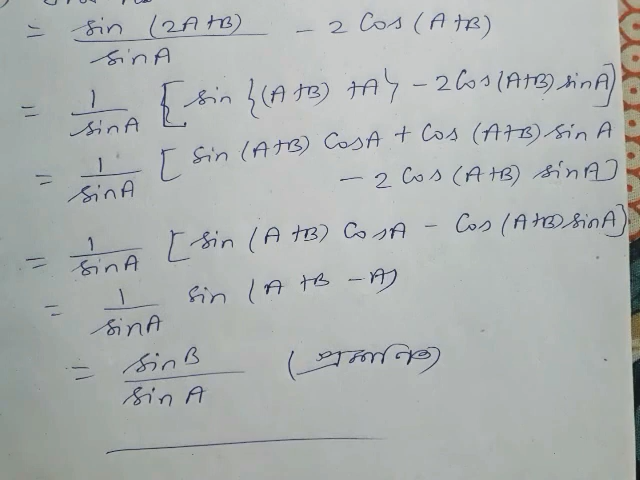 = sin (2A+B) / sinA - 2 Cos (A+B)
= 1/sinA [ sin {(A+B) +A} - 2Cos(A+B) sinA]
= 1/sinA [ sin (A+B) CosA + Cos (A+B) sin A
- 2 Cos (A+B) sinA]
= 1/sinA [ sin (A+B) CosA - Cos (A+B) sinA]
= 1/sinA sin (A+B-A)
= sinB / sinA (প্রমাণিত)